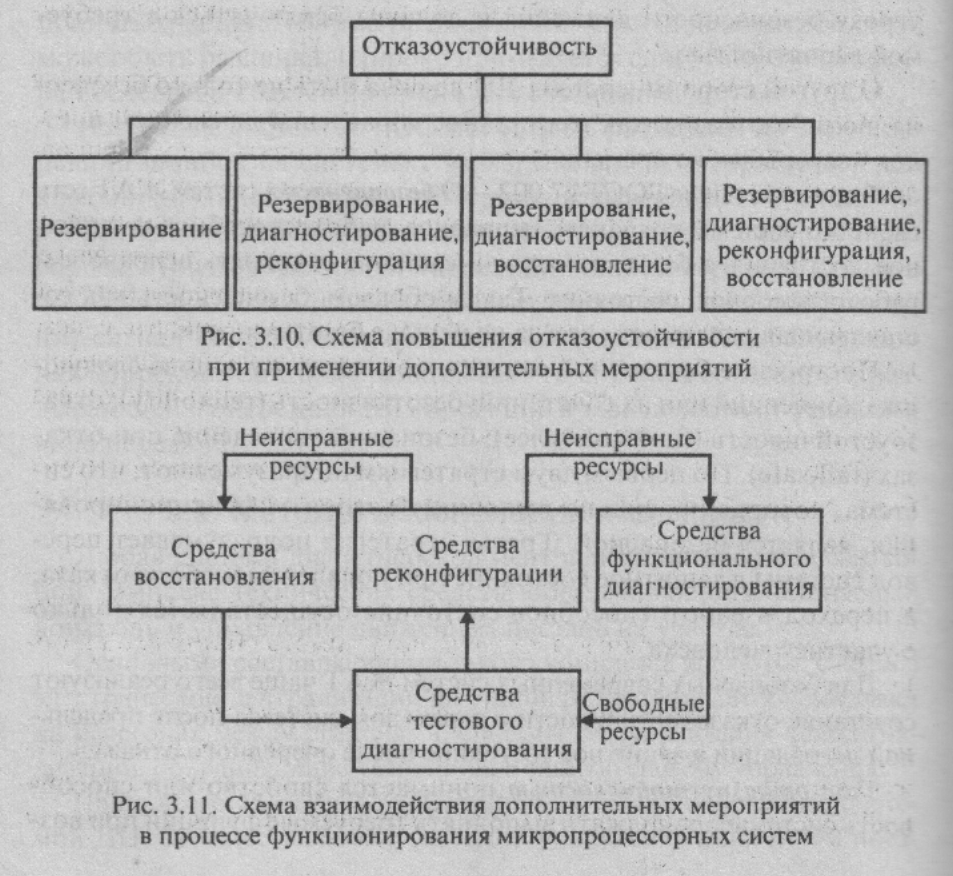 Отказоустойчивость
Резервирование
Резервирование,
диагностирование,
реконфигурация
Резервирование,
диагностирование,
восстановление
Резервирование,
диагностирование,
реконфигурация,
восстановление
Рис. 3.10. Схема повышения отказоустойчивости
при применении дополнительных мероприятий
Неисправные
ресурсы
Неисправные
ресурсы
Средства
восстановления
Средства
реконфигурации
Средства
функционального
диагностирования
Средства
тестового
диагностирования
Свободные
ресурсы
Рис. 3.11. Схема взаимодействия дополнительных мероприятий
в процессе функционирования микропроцессорных систем